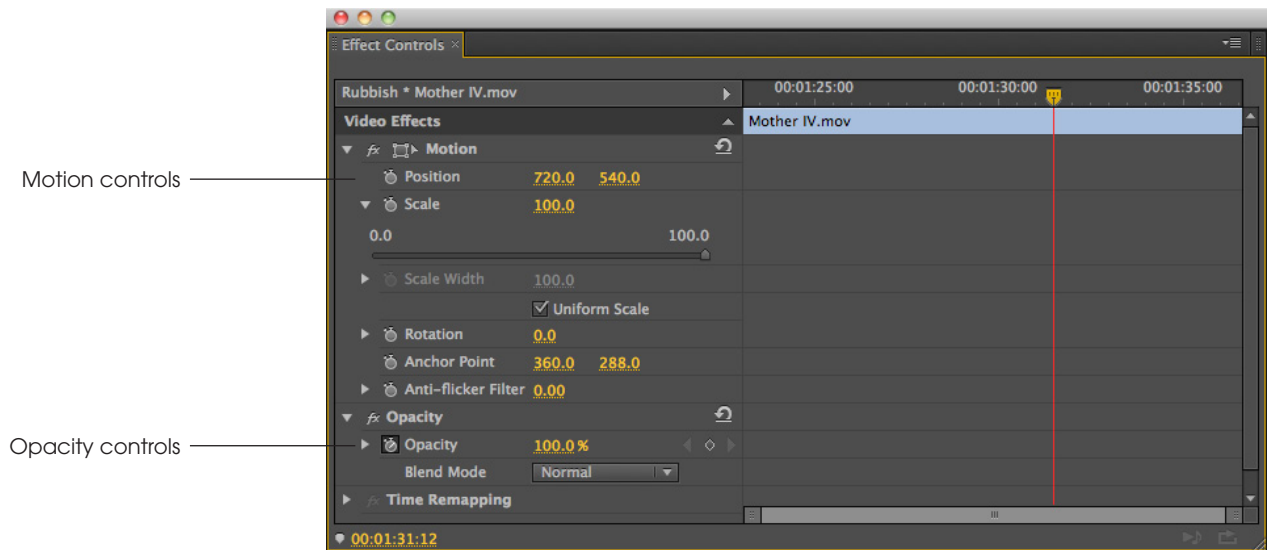 Effect Controls ×
Rubbish * Mother IV.mov
00:01:25:00 00:01:30:00 00:01:35:00
Video Effects
Mother IV.mov
fx Motion
Motion controls
Position 720.0 540.0
Scale 100.0
0.0 100.0
Scale Width 100.0
Uniform Scale
Rotation 0.0
Anchor Point 360.0 288.0
Anti-flicker Filter 0.00
fx Opacity
Opacity controls
Opacity 100.0 %
Blend Mode Normal
fx Time Remapping
00:01:31:12